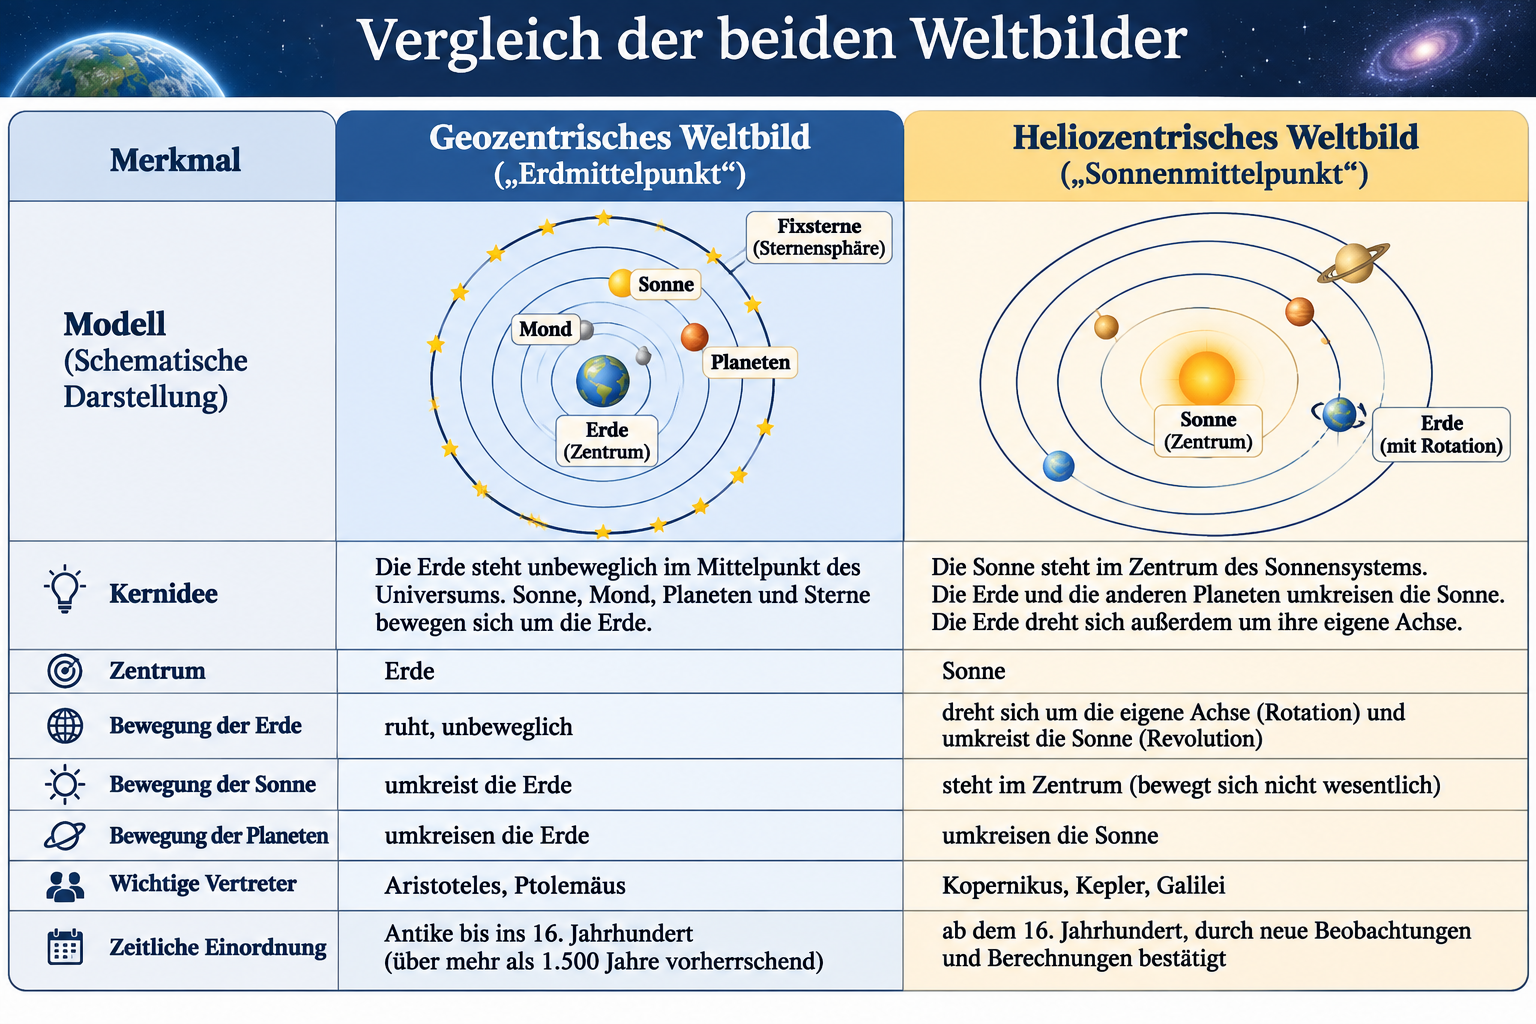 Vergleich der beiden Weltbilder
Merkmal
Geozentrisches Weltbild
(„Erdmittelpunkt“)
Heliozentrisches Weltbild
(„Sonnenmittelpunkt“)
Modell
(Schematische
Darstellung)
Fixsterne
(Sternensphäre)
Sonne
Mond
Planeten
Erde
(Zentrum)
Sonne
(Zentrum)
Erde
(mit Rotation)
Kernidee
Die Erde steht unbeweglich im Mittelpunkt des
Universums. Sonne, Mond, Planeten und Sterne
bewegen sich um die Erde.
Die Sonne steht im Zentrum des Sonnensystems.
Die Erde und die anderen Planeten umkreisen die Sonne.
Die Erde dreht sich außerdem um ihre eigene Achse.
Zentrum
Erde
Sonne
Bewegung der Erde
ruht, unbeweglich
dreht sich um die eigene Achse (Rotation) und
umkreist die Sonne (Revolution)
Bewegung der Sonne
umkreist die Erde
steht im Zentrum (bewegt sich nicht wesentlich)
Bewegung der Planeten
umkreisen die Erde
umkreisen die Sonne
Wichtige Vertreter
Aristoteles, Ptolemäus
Kopernikus, Kepler, Galilei
Zeitliche Einordnung
Antike bis ins 16. Jahrhundert
(über mehr als 1.500 Jahre vorherrschend)
ab dem 16. Jahrhundert, durch neue Beobachtungen
und Berechnungen bestätigt